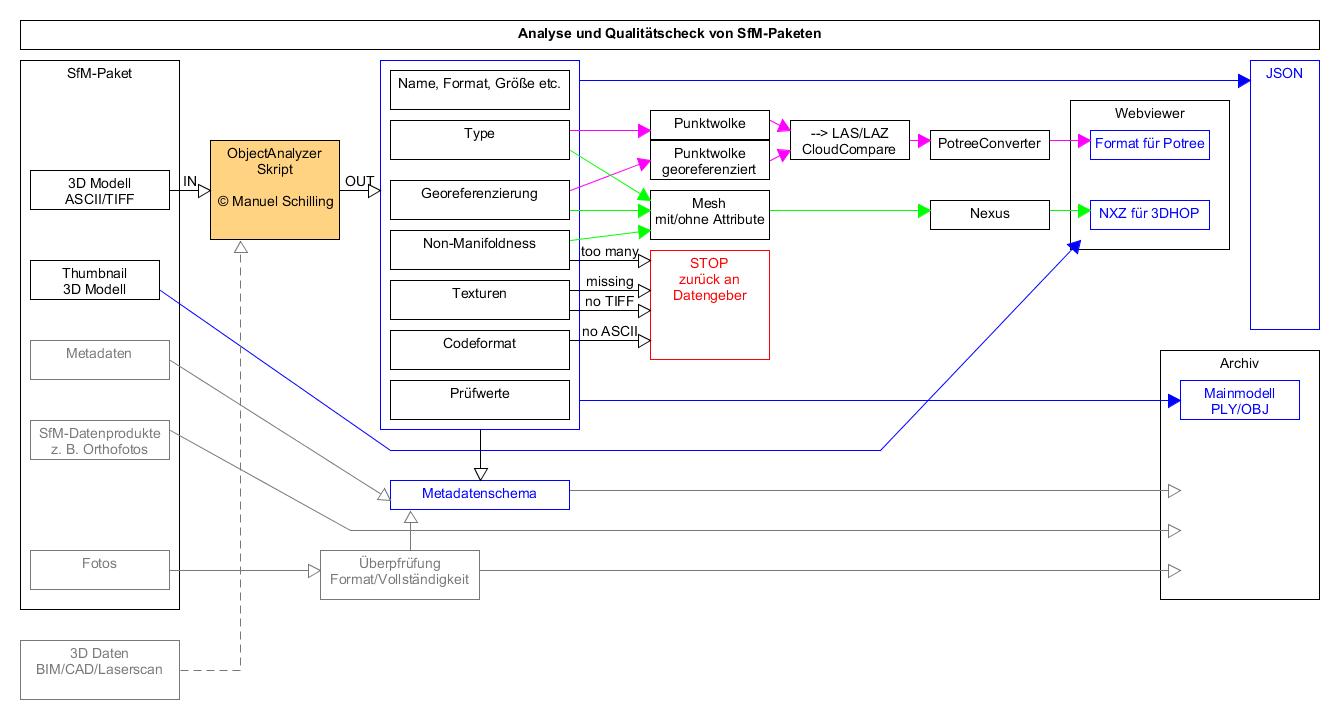 Analyse und Qualitätscheck von SfM-Paketen
SfM-Paket
3D Modell
ASCII/TIFF
Thumbnail
3D Modell
Metadaten
SfM-Datenprodukte
z. B. Orthofotos
Fotos
3D Daten
BIM/CAD/Laserscan
IN
ObjectAnalyzer
Skript
© Manuel Schilling
OUT
Name, Format, Größe etc.
Type
Georeferenzierung
Non-Manifoldness
Texturen
Codeformat
Prüfwerte
Metadatenschema
Überpfrüfung
Format/Vollständigkeit
too many
missing
no TIFF
no ASCII
Punktwolke
Punktwolke
georeferenziert
Mesh
mit/ohne Attribute
STOP
zurück an
Datengeber
--> LAS/LAZ
CloudCompare
PotreeConverter
Nexus
Webviewer
Format für Potree
NXZ für 3DHOP
JSON
Archiv
Mainmodell
PLY/OBJ